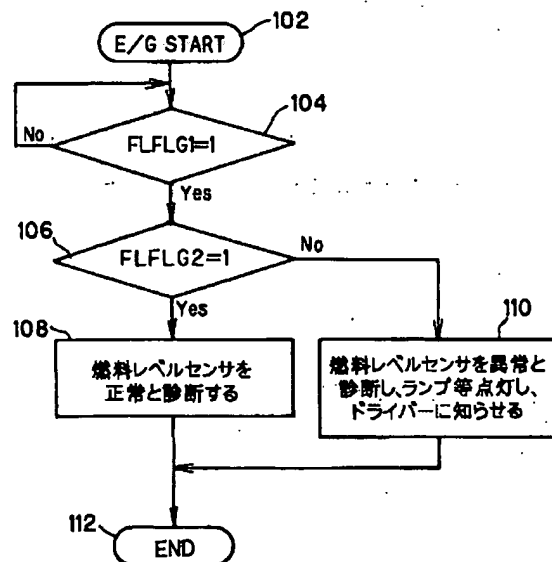 E/G START
102
104
FLFLG1=1
No
Yes
106
FLFLG2=1
No
Yes
108
燃料レベルセンサを
正常と診断する
110
燃料レベルセンサを異常と
診断し、ランプ等点灯し、
ドライバーに知らせる
112
END